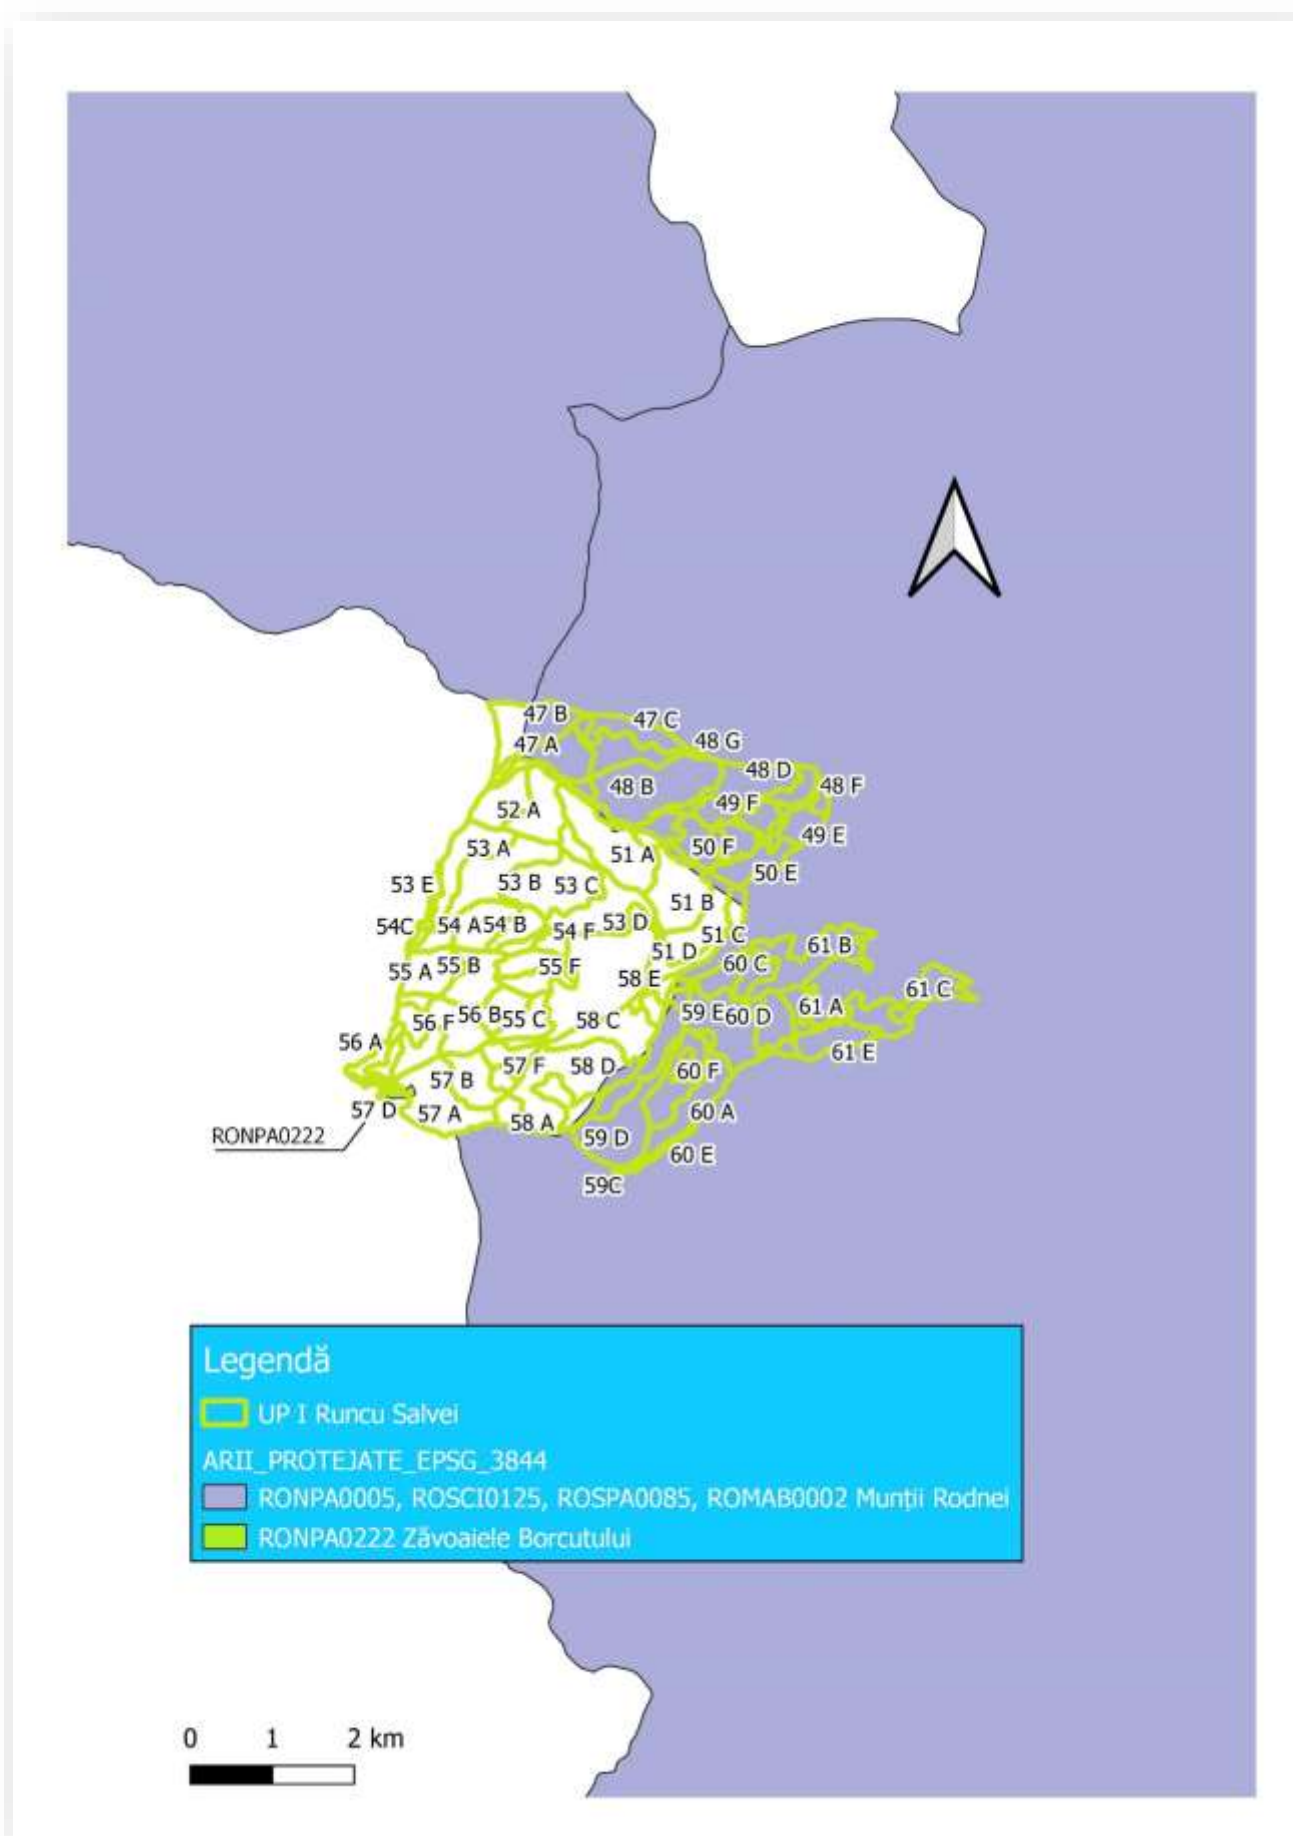 47 B
47 C
47 A
48 G
48 D
48 B
48 F
49 F
52 A
49 E
53 A
51 A
50 F
50 E
53 E
53 B
53 C
51 B
54C
54 A
54 B
54 F
53 D
51 C
61 B
51 D
55 A
55 B
55 F
58 E
60 C
61 C
61 A
56 F
56 B
55 C
58 C
59 E
60 D
56 A
61 E
57 B
57 F
58 D
60 F
57 D
57 A
58 A
60 A
RONPA0222
59 D
60 E
59C
Legendă
UP I Runcu Salvei
ARII_PROTEJATE_EPSG_3844
RONPA0005, ROSCI0125, ROSPA0085, ROMAB0002 Munții Rodnei
RONPA0222 Zăvoaiele Borcutului
0 1 2 km